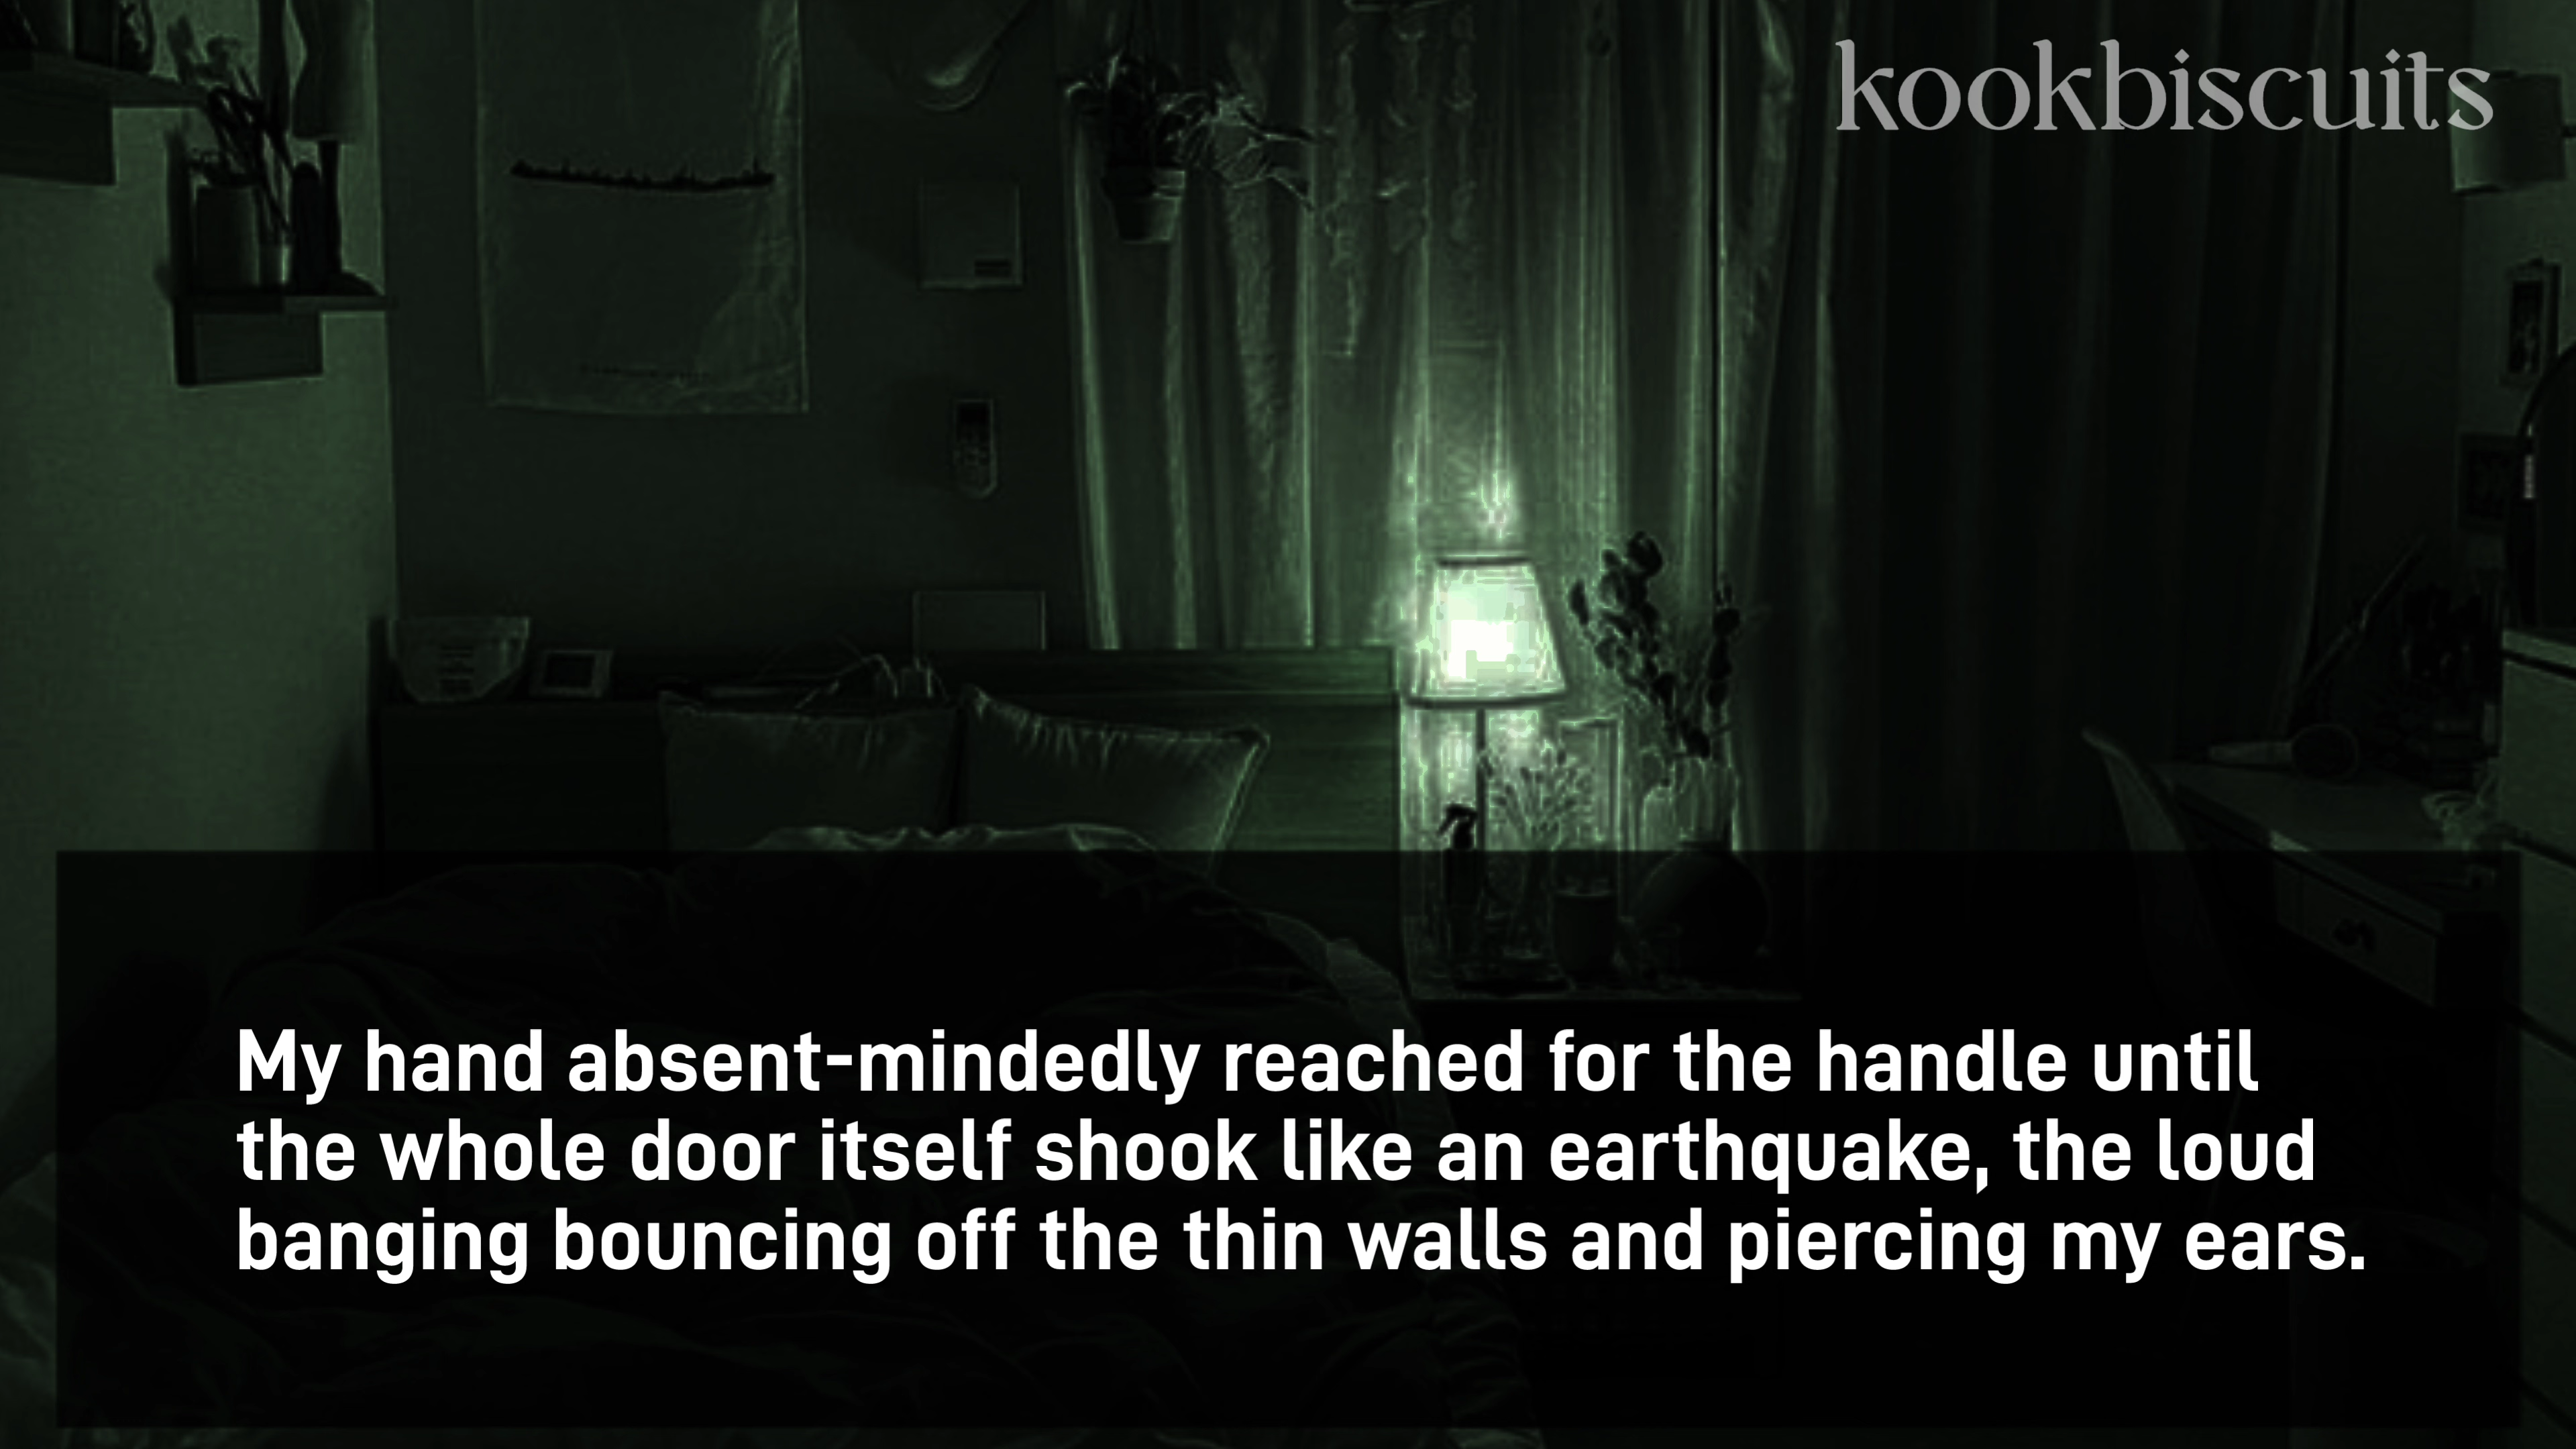 kookbiscuits
My hand absent-mindedly reached for the handle until
the whole door itself shook like an earthquake, the loud
banging bouncing off the thin walls and piercing my ears.